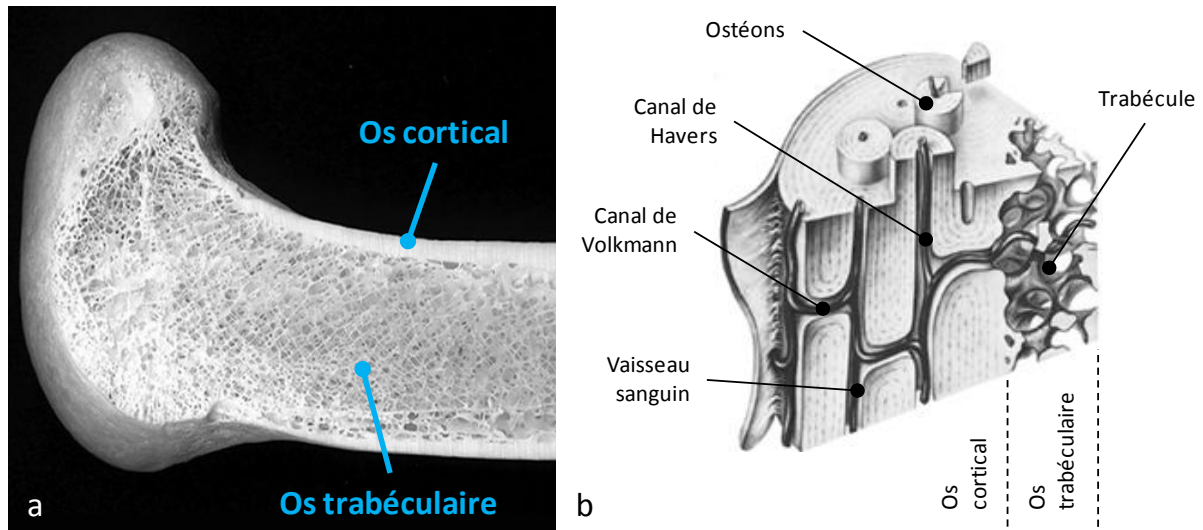 Os cortical
Os trabéculaire
a
Ostéons
Canal de
Havers
Trabécule
Canal de
Volkmann
Vaisseau
sanguin
Os
cortical
Os
trabéculaire
b